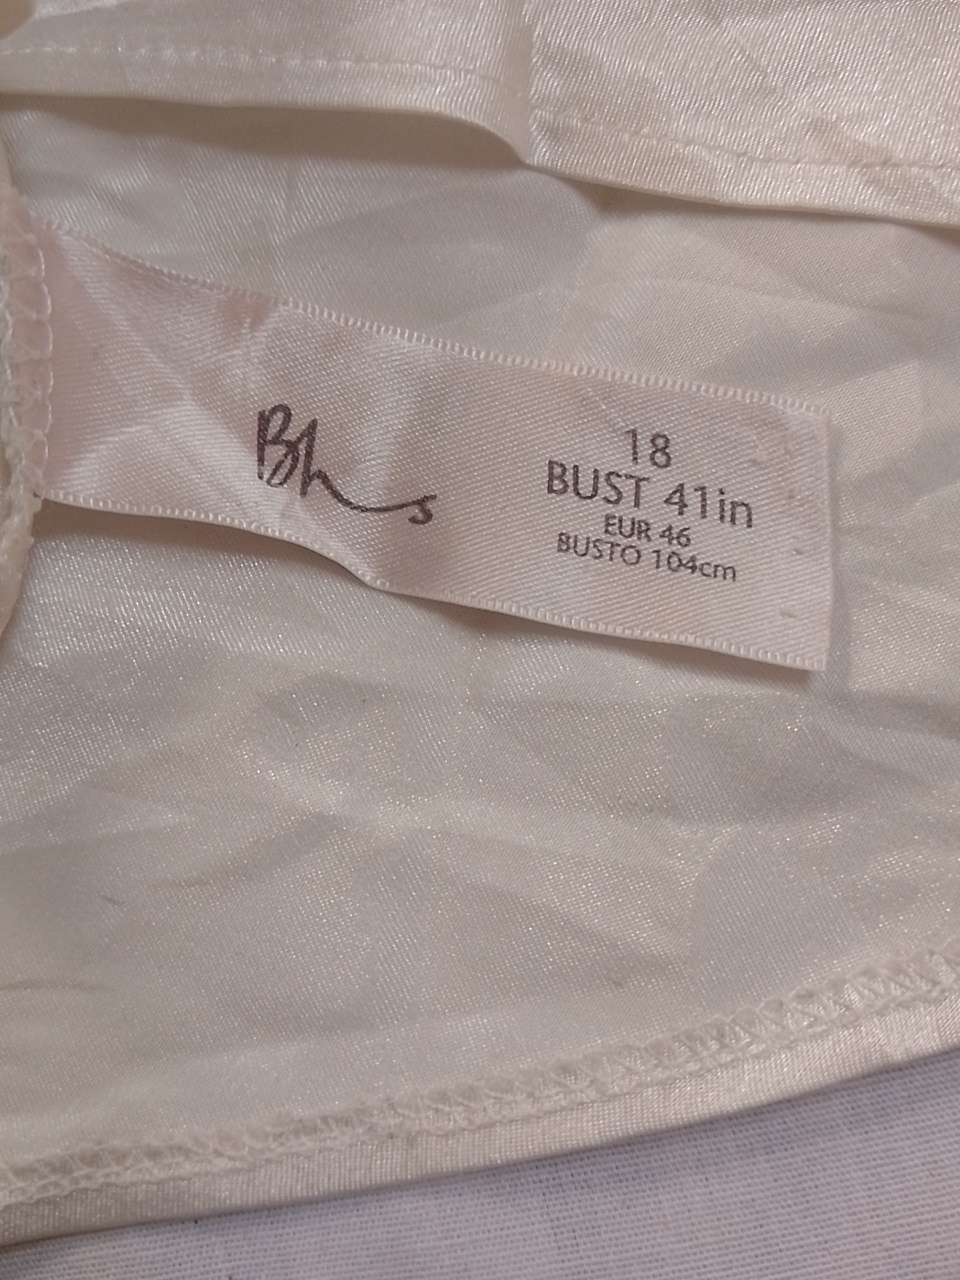 Bhs
18
BUST 41in
EUR 46
BUSTO 104cm